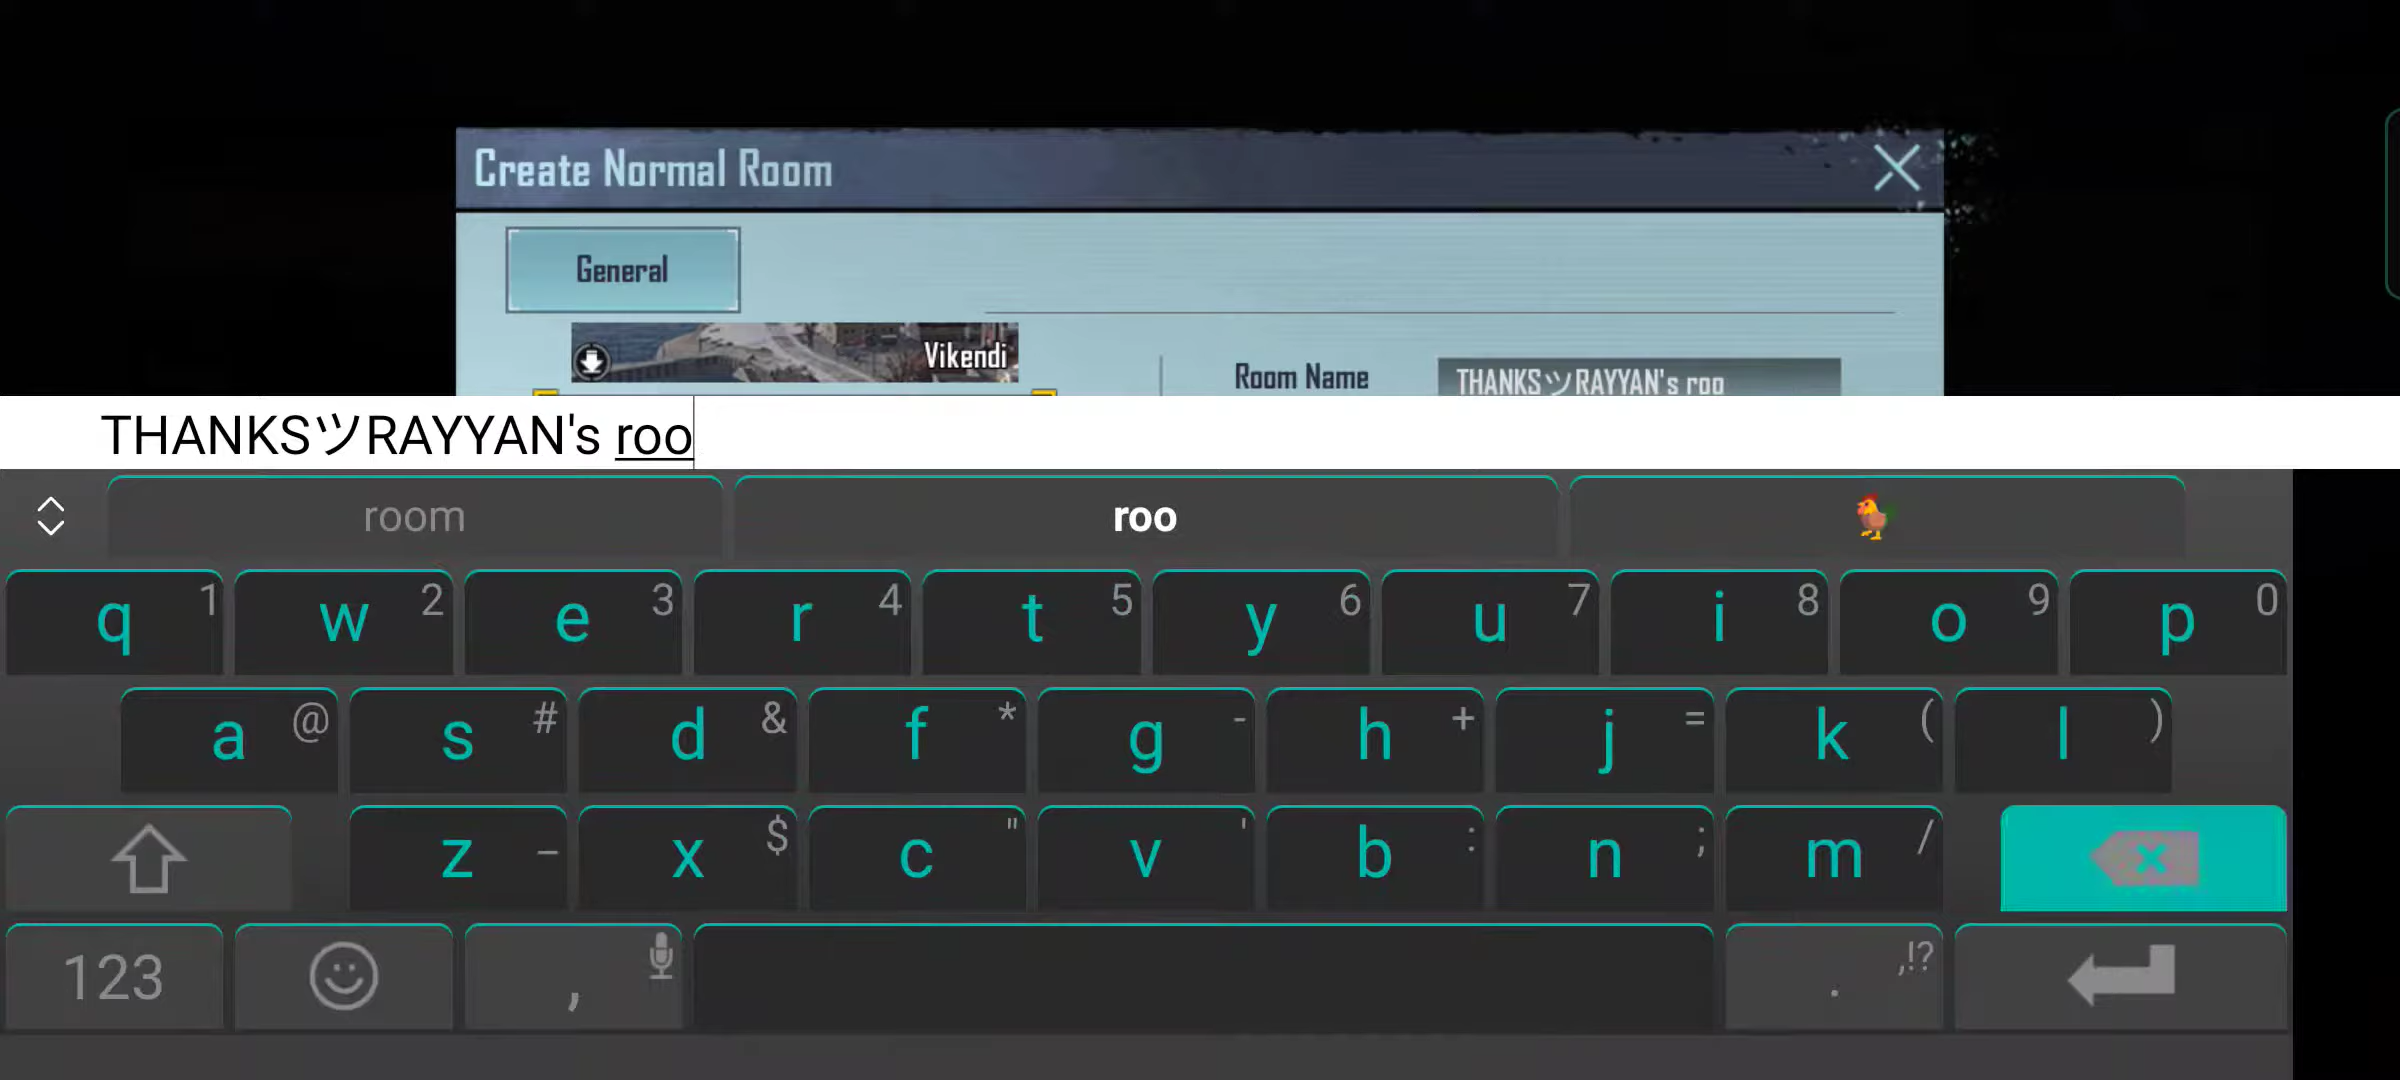 Create Normal Room
General
Vikendi
Room Name
THANKSツRAYYAN's roo
THANKSツRAYYAN's roo
room roo 🐓
q 1 w 2 e 3 r 4 t 5 y 6 u 7 i 8 o 9 p 0
a @ s # d & f * g - h + j = k ( l )
z _ x $ c " v ' b : n ; m /
123 , . ,!?